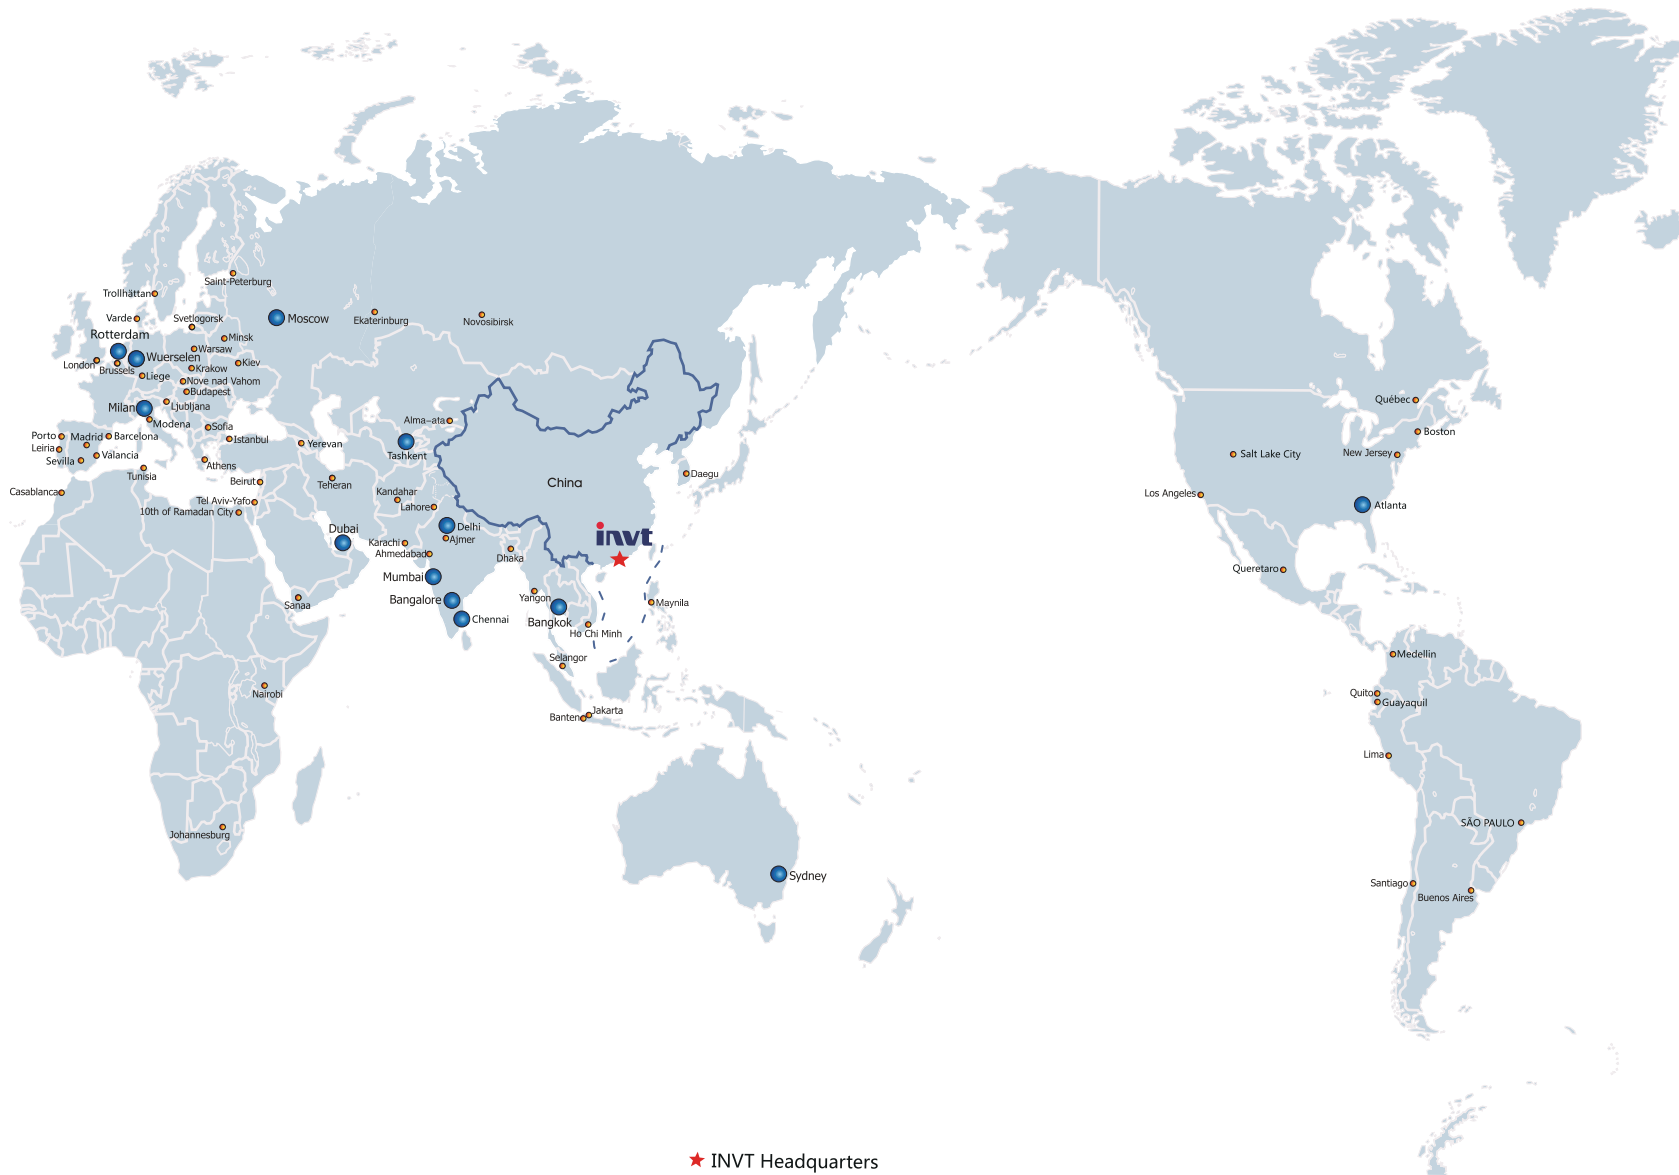 Saint-Peterburg
Trollhättan
Varde
Svetlogorsk
Moscow
Ekaterinburg
Novosibirsk
Rotterdam
Minsk
Warsaw
Wuerselen
London
Brussels
Kiev
Krakow
Liege
Nove nad Vahom
Budapest
Milan
Ljubljana
Modena
Sofia
Alma-ata
Porto
Madrid
Barcelona
Istanbul
Yerevan
Leiria
Valancia
Tashkent
Sevilla
Athens
Tunisia
Casablanca
Beirut
Teheran
Kandahar
China
Daegu
Tel Aviv-Yafo
Lahore
10th of Ramadan City
Dubai
Delhi
Ajmer
Karachi
Ahmedabad
Dhaka
invt
Mumbai
Bangalore
Chennai
Yangon
Bangkok
Ho Chi Minh
Maynila
Sanaa
Selangor
Nairobi
Banten
Jakarta
Johannesburg
Sydney
Québec
Boston
New Jersey
Salt Lake City
Los Angeles
Atlanta
Queretaro
Medellin
Quito
Guayaquil
Lima
SÃO PAULO
Santiago
Buenos Aires
INVT Headquarters